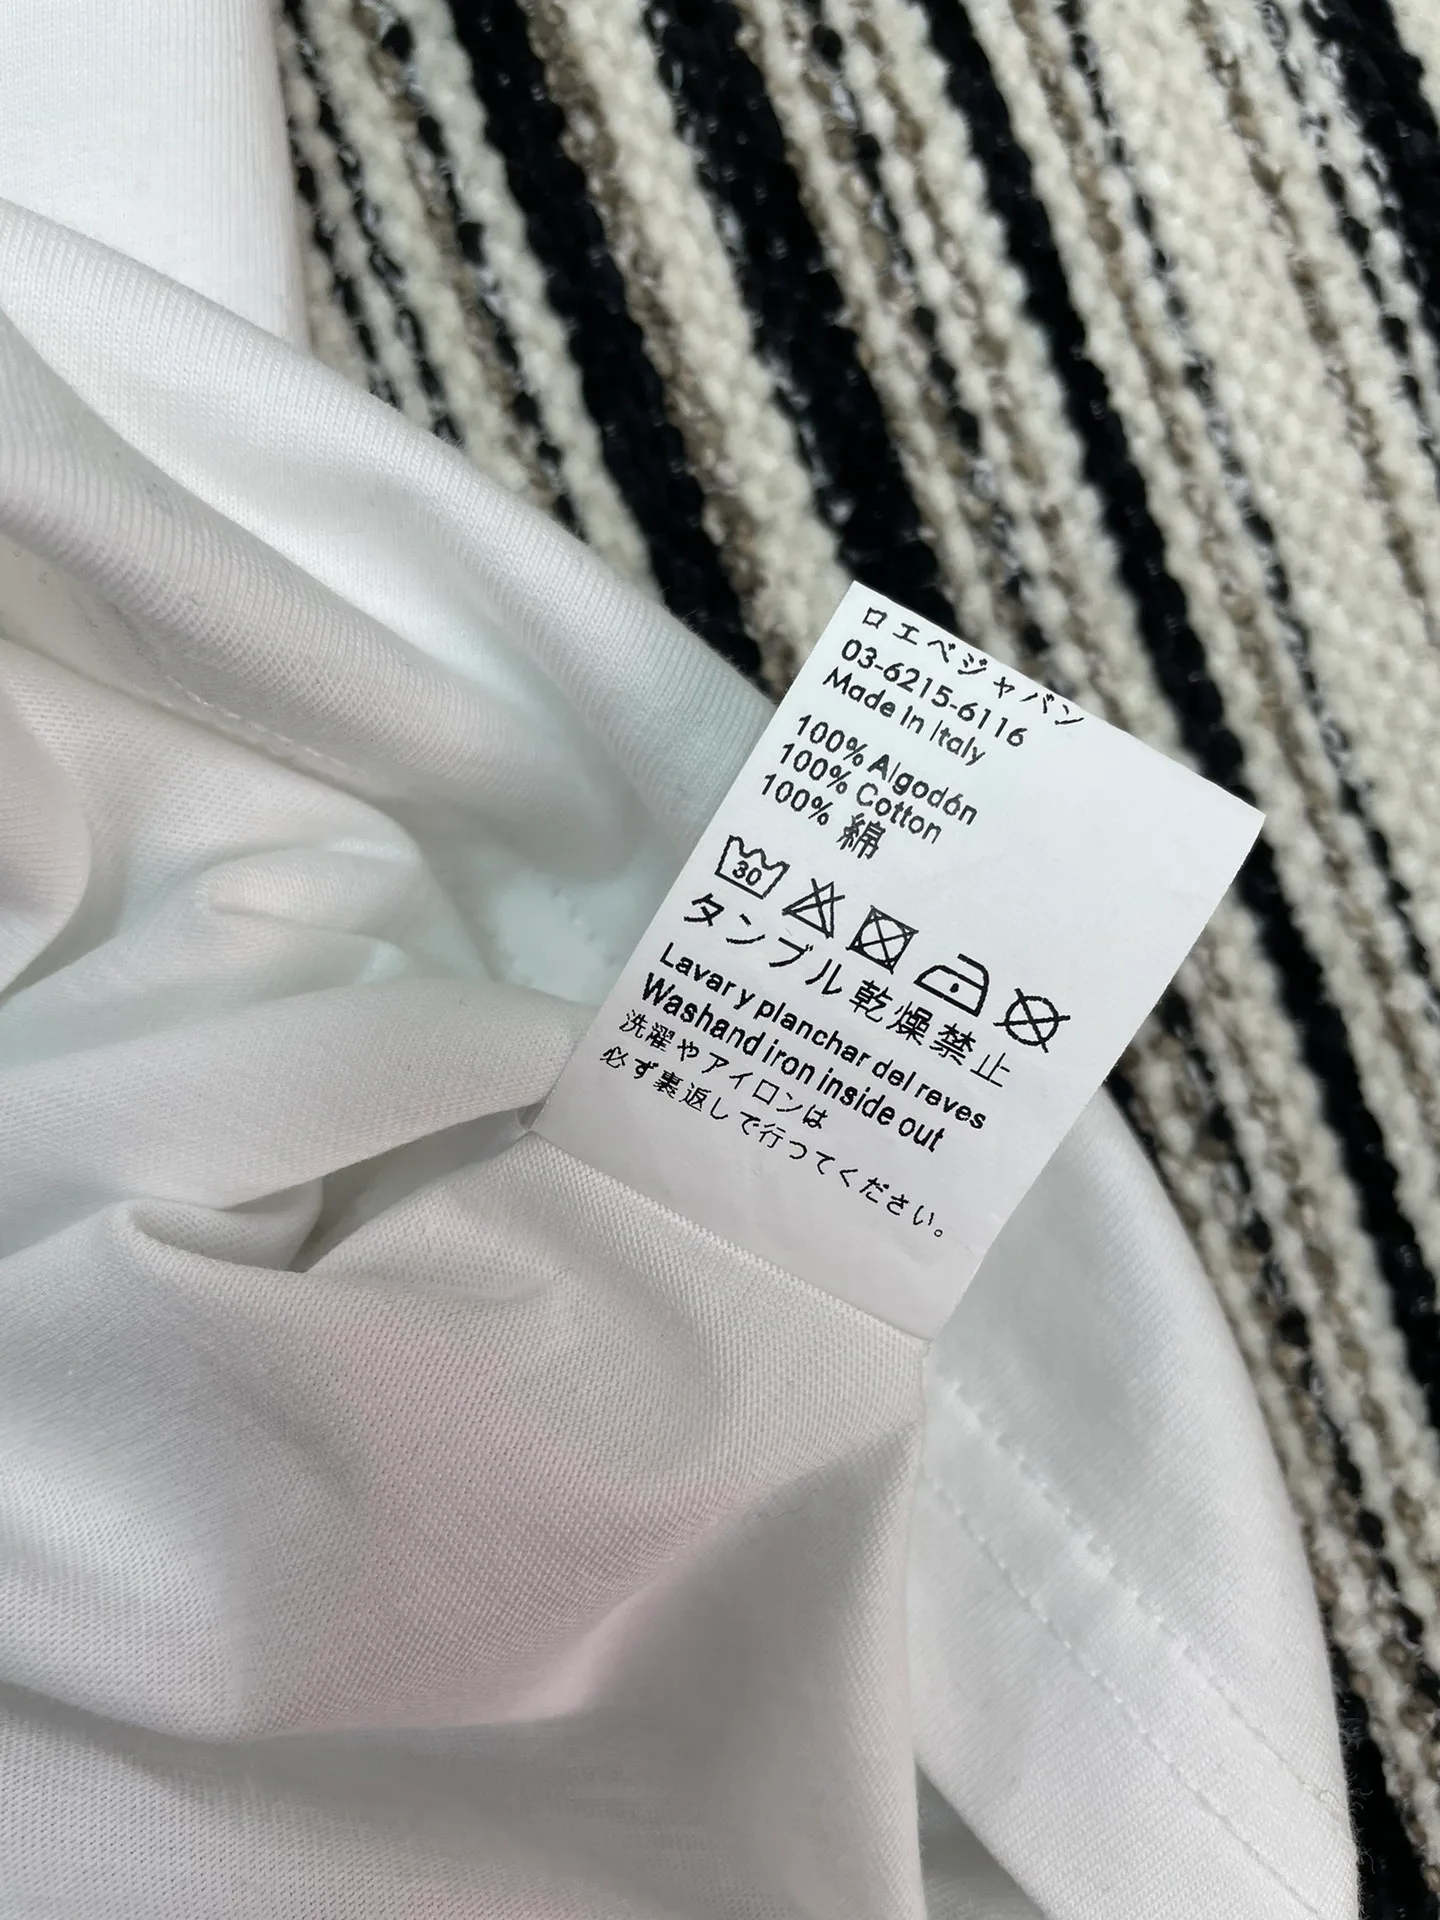 ロエベジャパン
03-6215-6116
Made in Italy
100% Algodón
100% Cotton
100% 綿
30
タンブル乾燥禁止
Lavar y planchar del reves
Washand iron inside out
洗濯やアイロンは
必ず裏返しで行ってください。